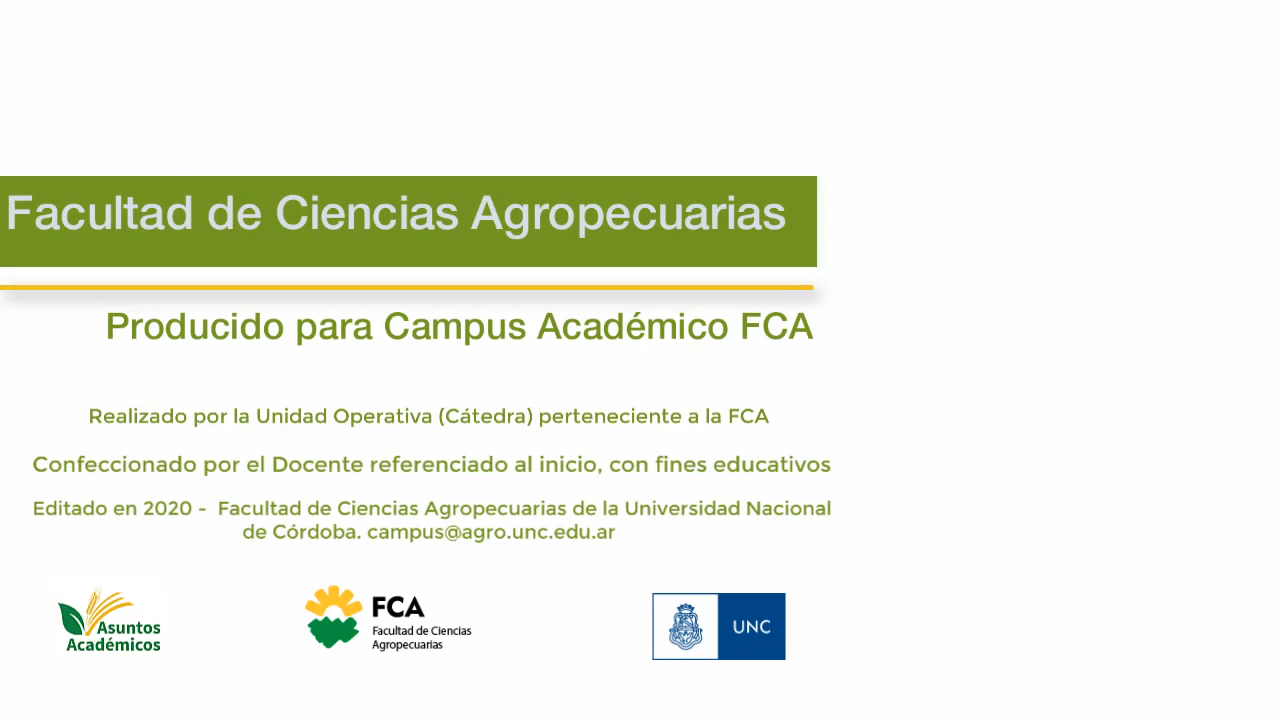 Facultad de Ciencias Agropecuarias
Producido para Campus Académico FCA
Realizado por la Unidad Operativa (Cátedra) perteneciente a la FCA
Confeccionado por el Docente referenciado al inicio, con fines educativos
Editado en 2020 - Facultad de Ciencias Agropecuarias de la Universidad Nacional
de Córdoba. campus@agro.unc.edu.ar
Asuntos
Académicos
FCA
Facultad de Ciencias
Agropecuarias
UNC